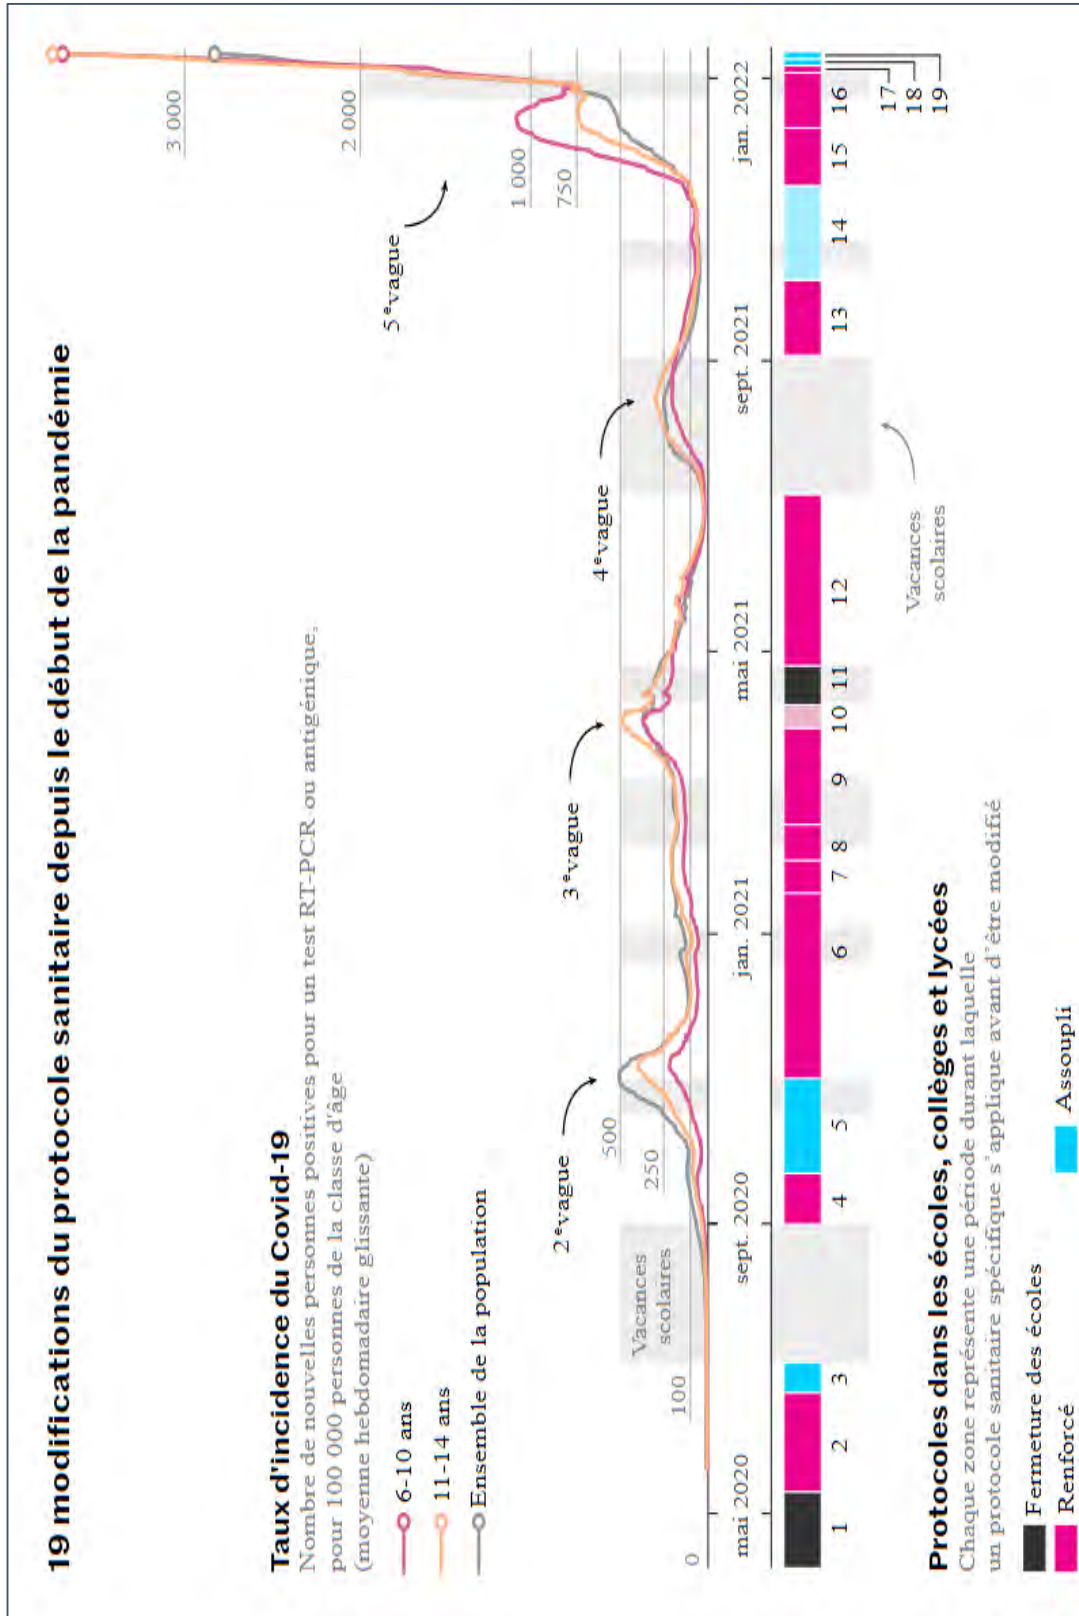 19 modifications du protocole sanitaire depuis le début de la pandémie
Taux d'incidence du Covid-19
Nombre de nouvelles personnes positives pour un test RT-PCR ou antigénique,
pour 100 000 personnes de la classe d'âge
(moyenne hebdomadaire glissante)
6-10 ans
11-14 ans
Ensemble de la population
2e vague
3e vague
4e vague
5e vague
3 000
2 000
1 000
750
500
250
100
0
Vacances
scolaires
mai 2020
sept. 2020
jan. 2021
mai 2021
sept. 2021
jan. 2022
1
2
3
4
5
6
7
8
9
10
11
12
13
14
15
16
17
18
19
Vacances
scolaires
Protocoles dans les écoles, collèges et lycées
Chaque zone représente une période durant laquelle
un protocole sanitaire spécifique s'applique avant d'être modifié
Fermeture des écoles
Renforcé
Assoupli